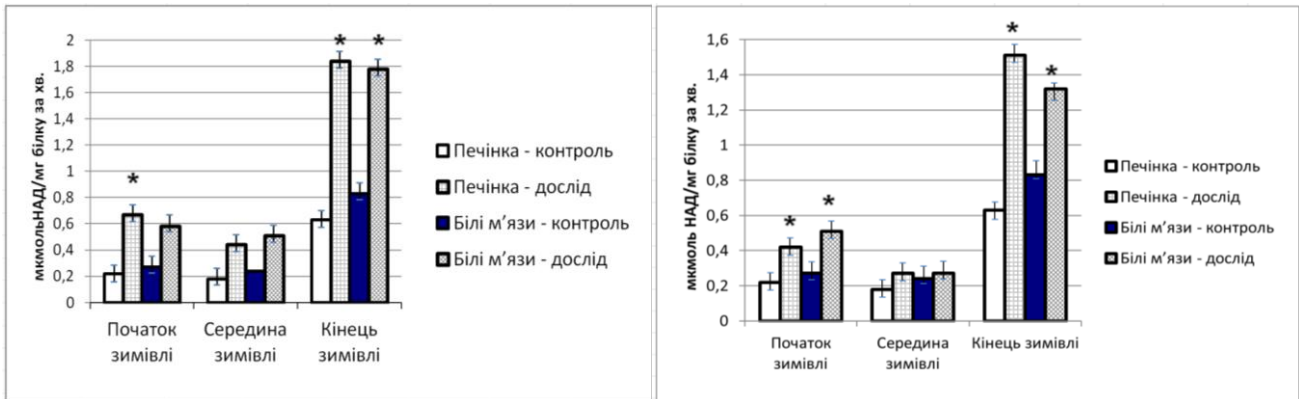 мкмольНАД/мг білку за хв.
2
1,8
1,6
1,4
1,2
1
0,8
0,6
0,4
0,2
0
*
*
*
Початок
зимівлі
Середина
зимівлі
Кінець
зимівлі
Печінка - контроль
Печінка - дослід
Білі м’язи - контроль
Білі м’язи - дослід
мкмоль НАД/мг білку за хв.
1,6
1,4
1,2
1
0,8
0,6
0,4
0,2
0
*
*
*
*
Початок
зимівлі
Середина
зимівлі
Кінець зимівлі
Печінка - контроль
Печінка - дослід
Білі м’язи - контроль
Білі м’язи - дослід